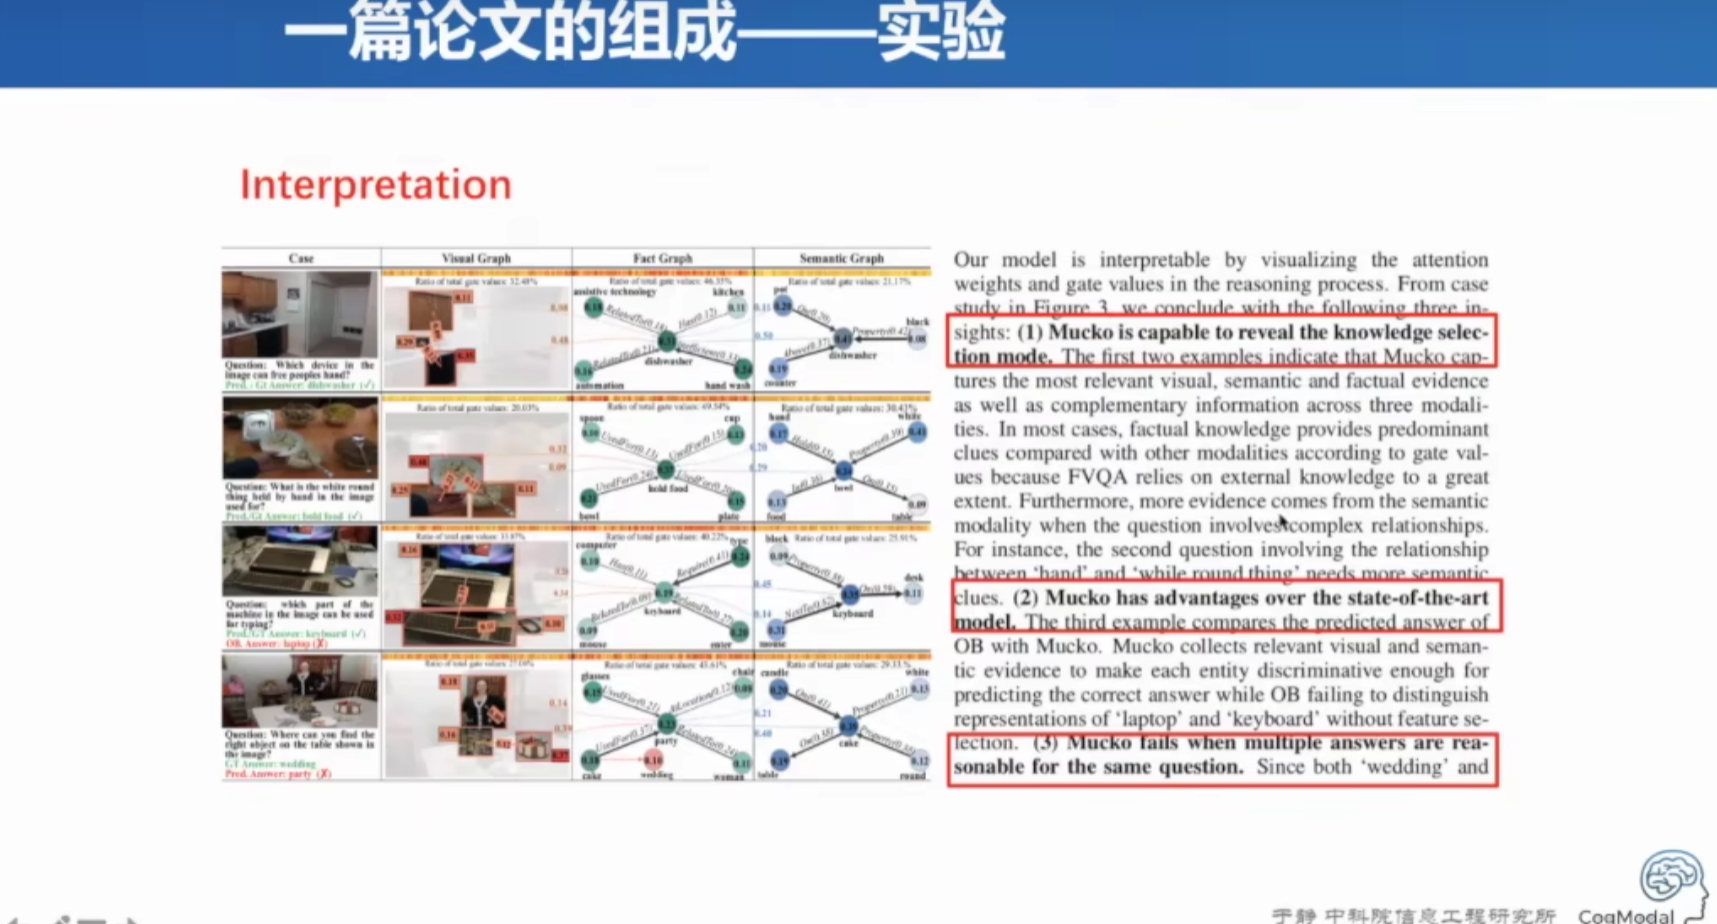 一篇论文的组成——实验
Interpretation
Case
Visual Graph
Fact Graph
Semantic Graph
Ratio of total gate values: 32.48%
Ratio of total gate values: 46.35%
Ratio of total gate values: 21.17%
assistive technology
kitchen
dishwasher
automation
hand wash
pot
black
dishwasher
counter
Question: Which device in the
image can free peoples hand?
Pred. / Gt Answer: dishwasher (√)
Ratio of total gate values: 20.03%
Ratio of total gate values: 49.54%
Ratio of total gate values: 30.43%
spoon
cup
hold food
bowl
plate
hand
white
bowl
food
table
Question: What is the white round
thing held by hand in the image
used for?
Pred./Gt Answer: hold food (√)
Ratio of total gate values: 33.87%
Ratio of total gate values: 40.22%
Ratio of total gate values: 25.91%
computer
type
keyboard
mouse
enter
black
desk
keyboard
mouse
Question: which part of the
machine in the image can be used
for typing?
Pred./GT Answer: keyboard (√)
OB. Answer: laptop (✗)
Ratio of total gate values: 45.61%
Ratio of total gate values: 29.33%
glasses
chair
party
cake
wedding
woman
candle
white
cake
table
round
Question: Where can you find the
right object on the table shown in
the image?
GT Answer: wedding
Pred. Answer: party (✗)
Our model is interpretable by visualizing the attention
weights and gate values in the reasoning process. From case
study in Figure 3, we conclude with the following three in-
sights: (1) Mucko is capable to reveal the knowledge selec-
tion mode. The first two examples indicate that Mucko cap-
tures the most relevant visual, semantic and factual evidence
as well as complementary information across three modali-
ties. In most cases, factual knowledge provides predominant
clues compared with other modalities according to gate val-
ues because FVQA relies on external knowledge to a great
extent. Furthermore, more evidence comes from the semantic
modality when the question involves complex relationships.
For instance, the second question involving the relationship
between ‘hand’ and ‘while round thing’ needs more semantic
clues. (2) Mucko has advantages over the state-of-the-art
model. The third example compares the predicted answer of
OB with Mucko. Mucko collects relevant visual and seman-
tic evidence to make each entity discriminative enough for
predicting the correct answer while OB failing to distinguish
representations of ‘laptop’ and ‘keyboard’ without feature se-
lection. (3) Mucko fails when multiple answers are rea-
sonable for the same question. Since both ‘wedding’ and
于静 中科院信息工程研究所
CogModal